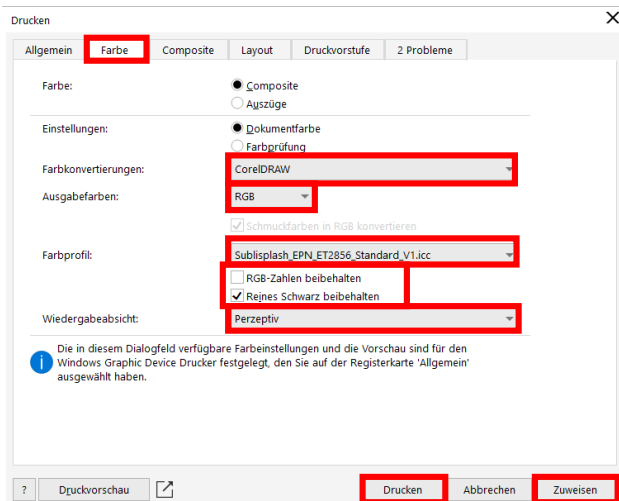 Drucken
Allgemein Farbe Composite Layout Druckvorstufe 2 Probleme
Farbe: Composite
Auszüge
Einstellungen: Dokumentfarbe
Farbprüfung
Farbkonvertierungen: CorelDRAW
Ausgabefarben: RGB
Schmuckfarben in RGB konvertieren
Farbprofil: Sublisplash_EPN_ET2856_Standard_V1.icc
RGB-Zahlen beibehalten
Reines Schwarz beibehalten
Wiedergabeabsicht: Perzeptiv
Die in diesem Dialogfeld verfügbare Farbeinstellungen und die Vorschau sind für den
Windows Graphic Device Drucker festgelegt, den Sie auf der Registerkarte 'Allgemein'
ausgewählt haben.
? Druckvorschau Drucken Abbrechen Zuweisen